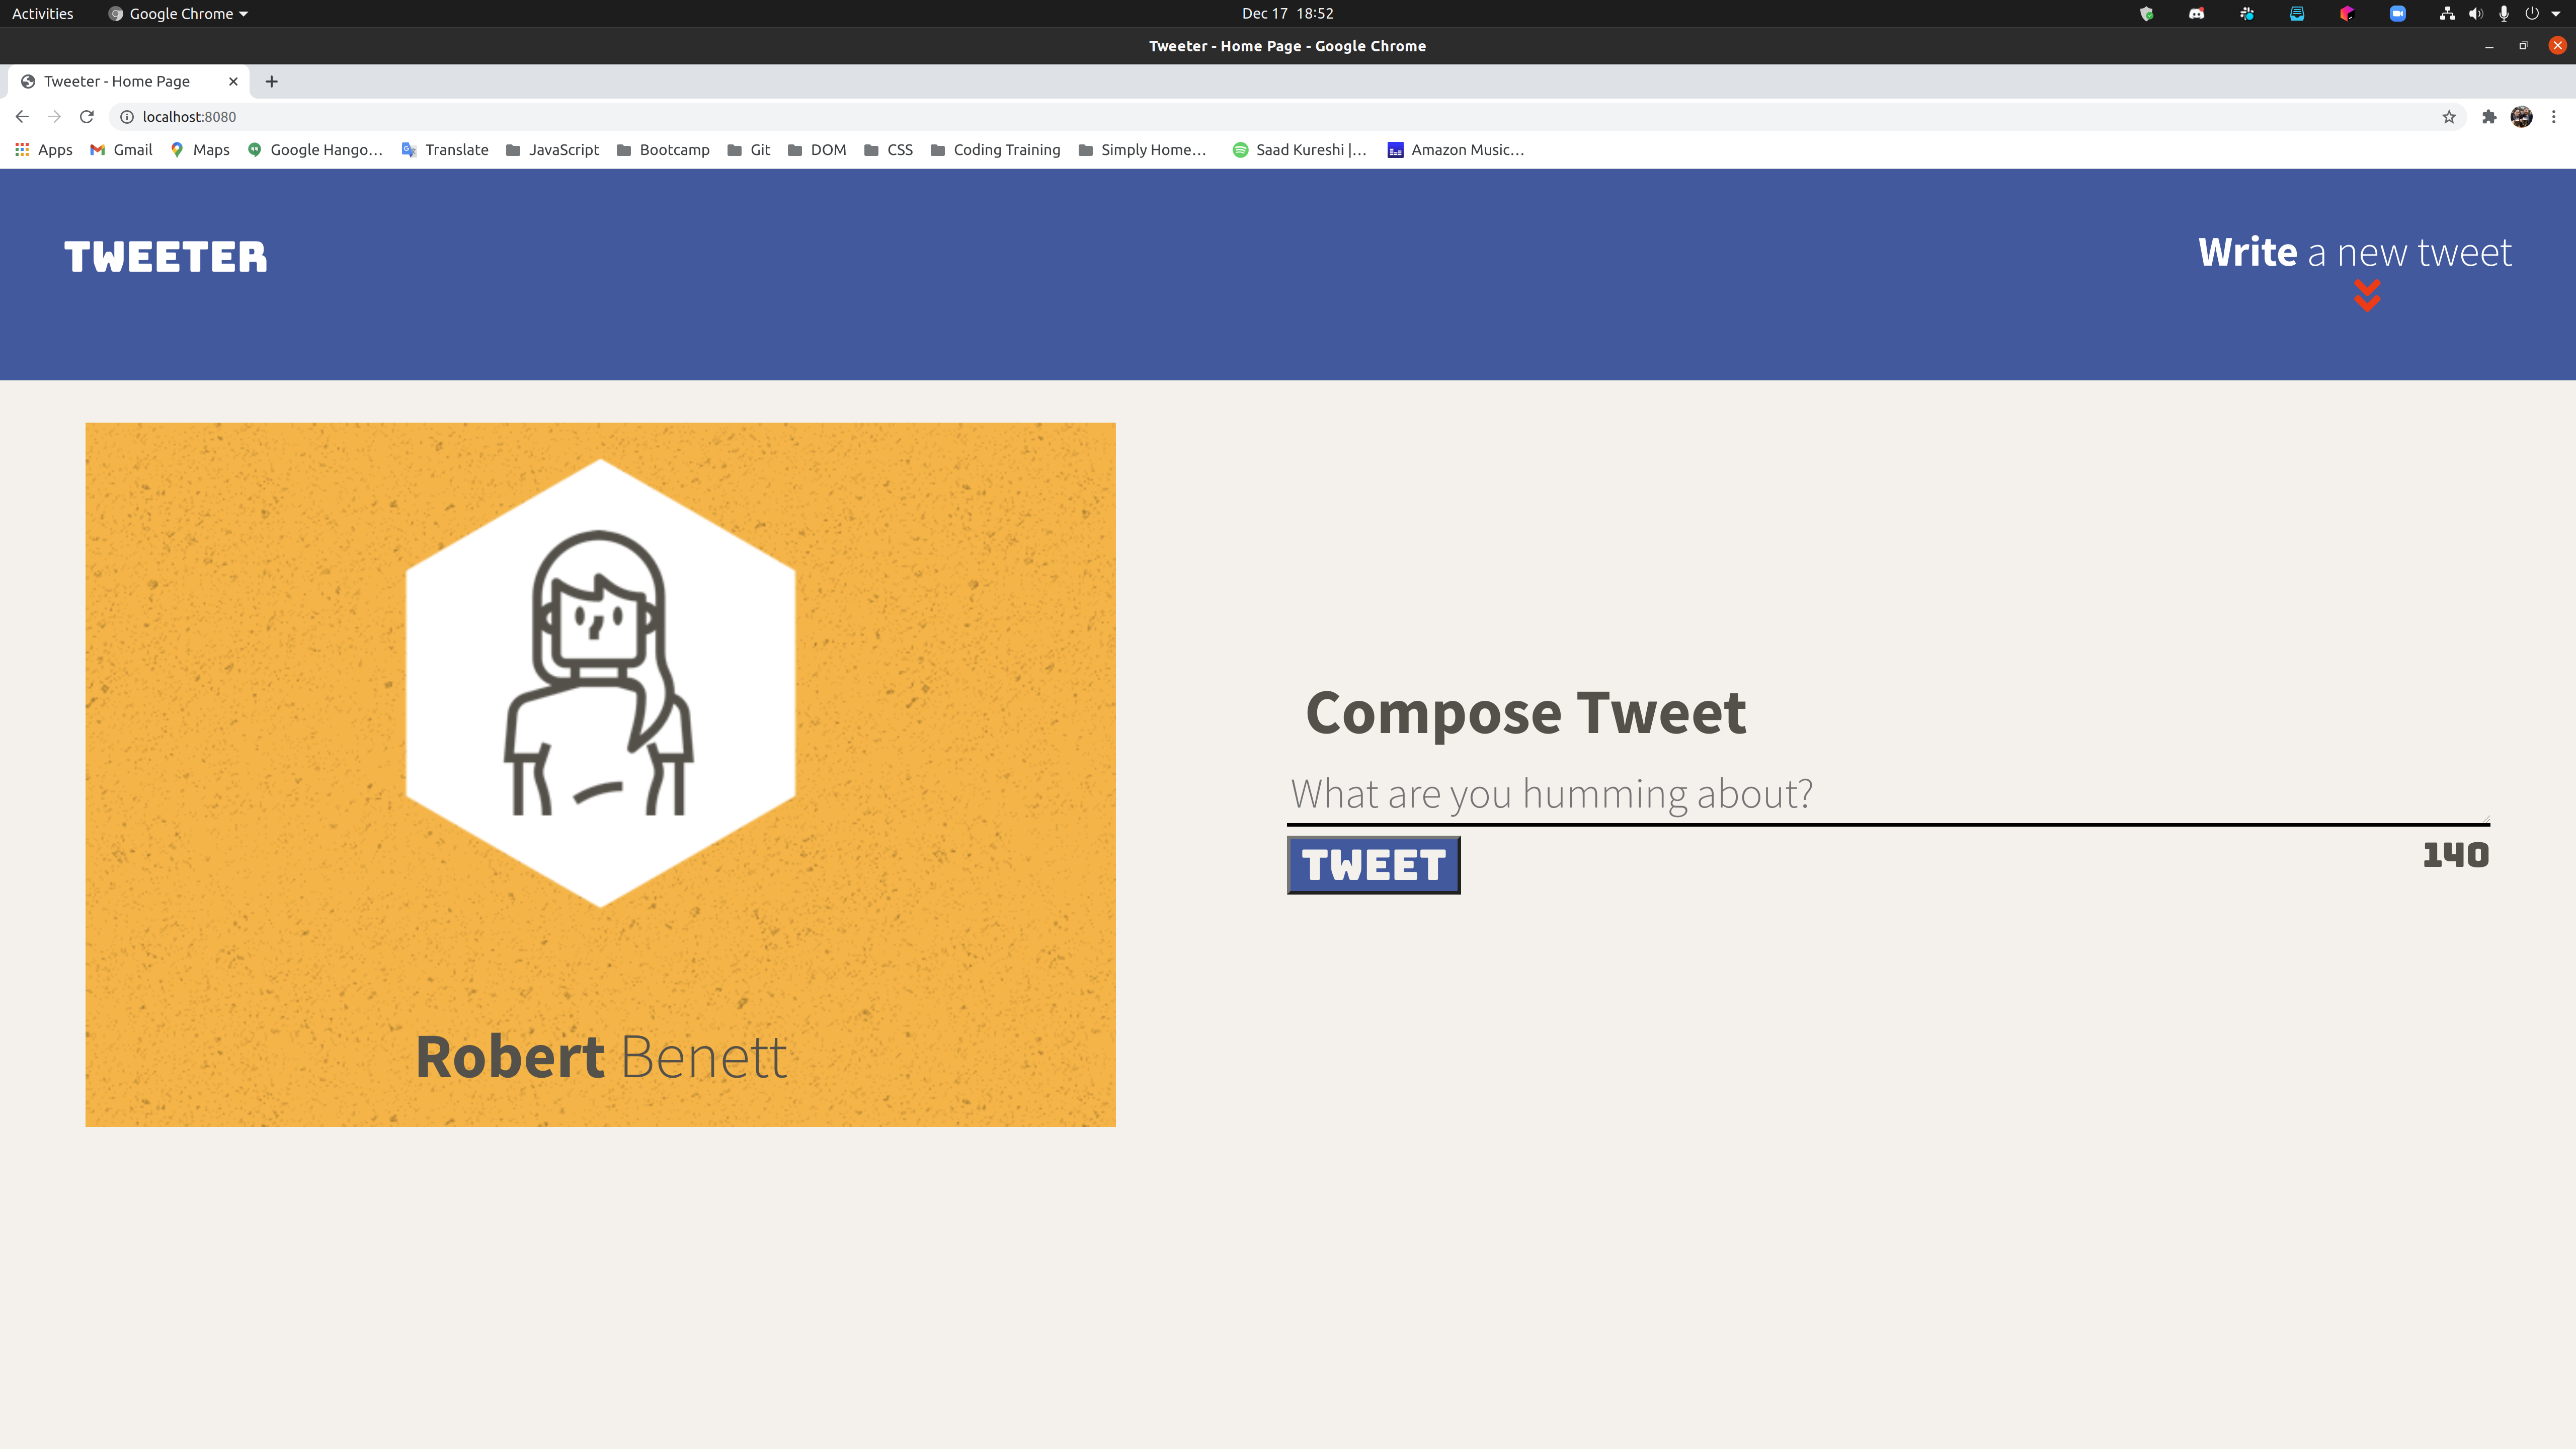 Activities Google Chrome Dec 17 18:52
Tweeter - Home Page - Google Chrome
Tweeter - Home Page
localhost:8080
Apps Gmail Maps Google Hango… Translate JavaScript Bootcamp Git DOM CSS Coding Training Simply Home… Saad Kureshi |… Amazon Music…
TWEETER
Write a new tweet
Compose Tweet
What are you humming about?
TWEET
140
Robert Benett